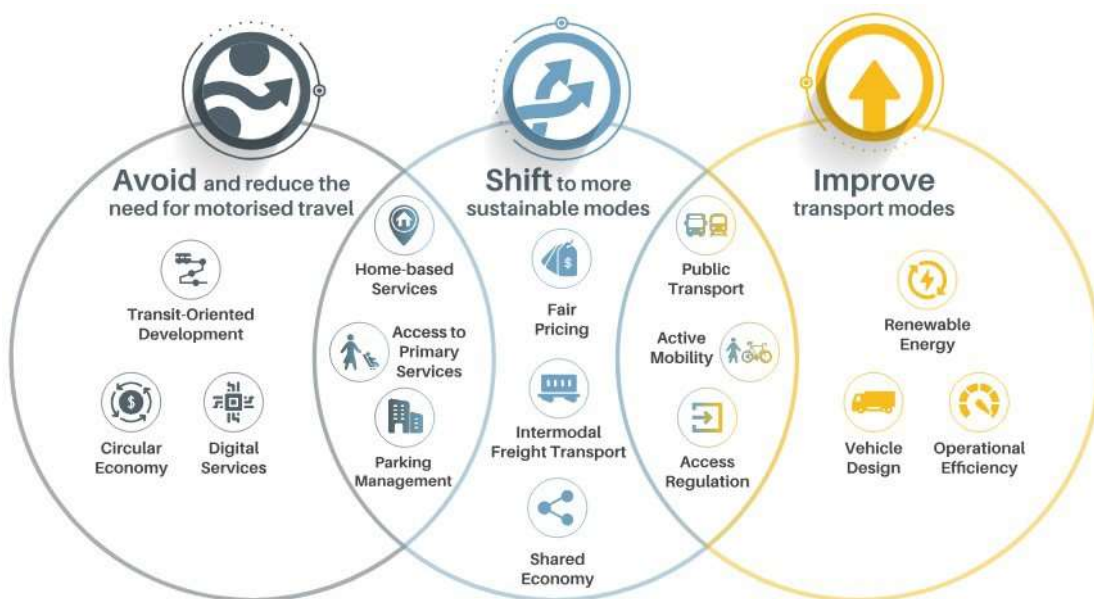 Avoid and reduce the
need for motorised travel
Shift to more
sustainable modes
Improve
transport modes
Transit-Oriented
Development
Circular
Economy
Digital
Services
Home-based
Services
Access to
Primary
Services
Parking
Management
Fair
Pricing
Intermodal
Freight Transport
Shared
Economy
Public
Transport
Active
Mobility
Access
Regulation
Renewable
Energy
Vehicle
Design
Operational
Efficiency